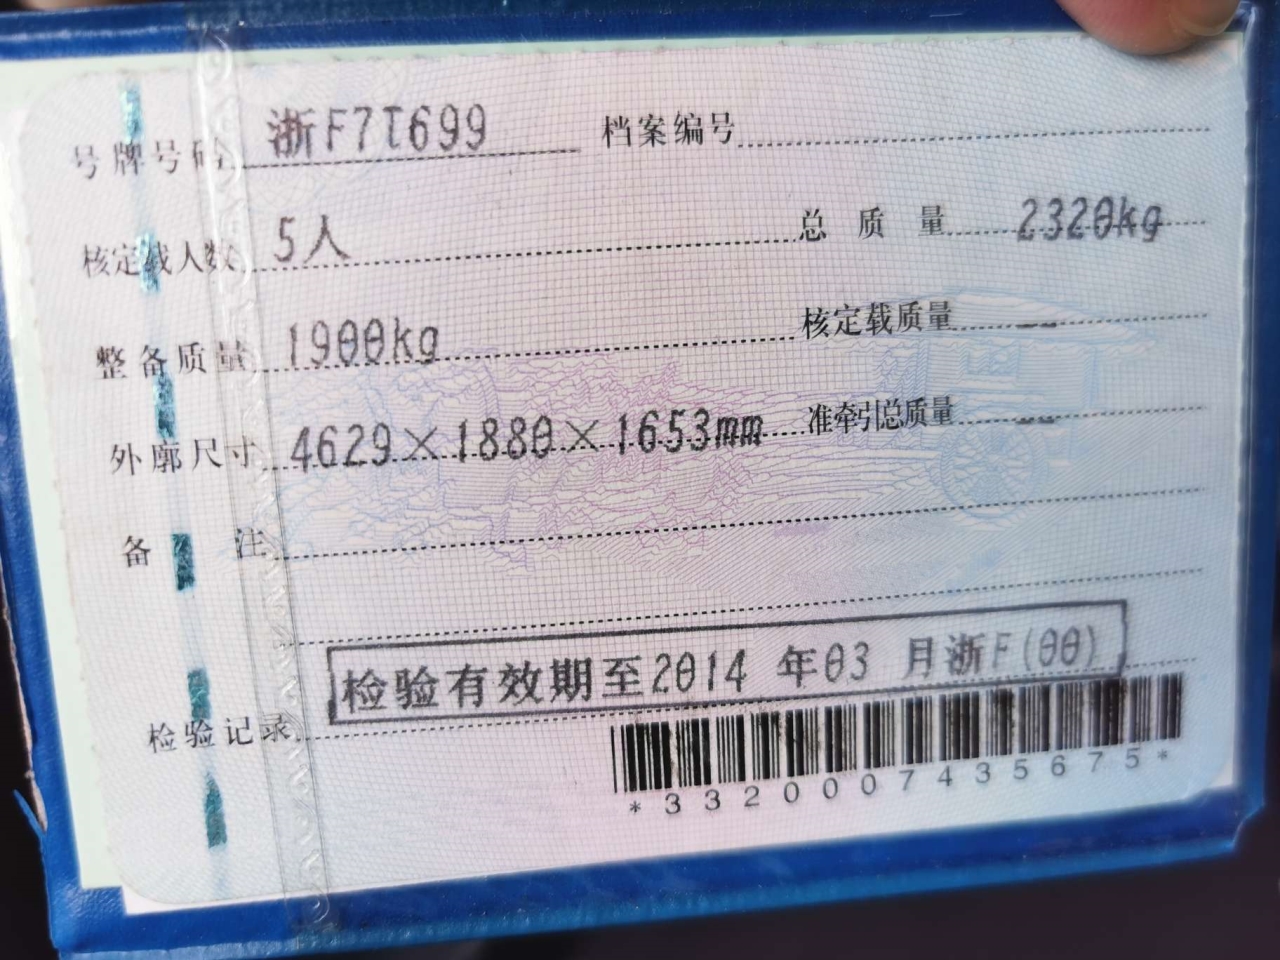 号牌号码 浙F7T699 档案编号
核定载人数 5人 总质量 2320kg
整备质量 1900kg 核定载质量 --
外廓尺寸 4629×1880×1653mm 准牵引总质量 --
备注
检验有效期至2014年03月浙F(00)
检验记录
*3320007435675*